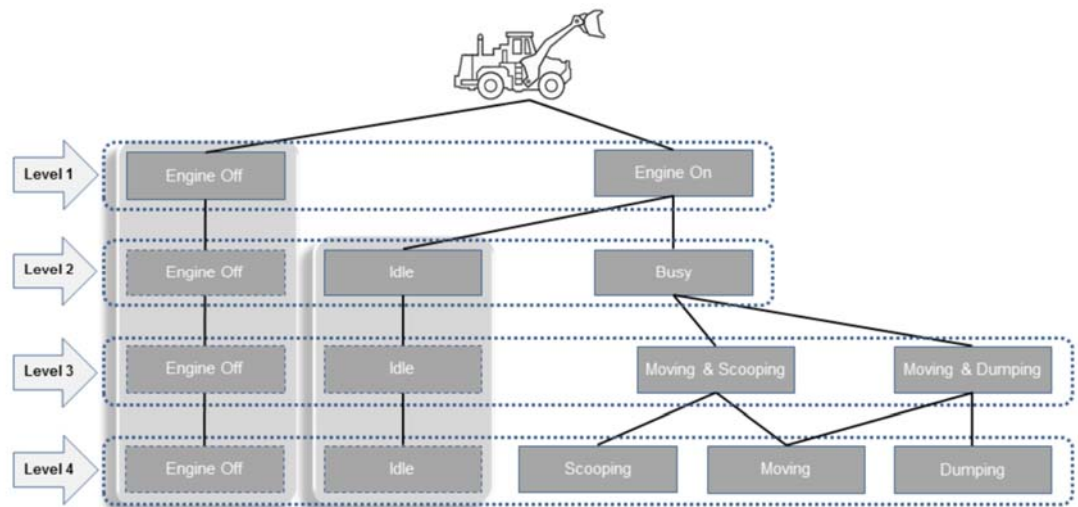 Level 1
Engine Off
Engine On
Level 2
Engine Off
Idle
Busy
Level 3
Engine Off
Idle
Moving & Scooping
Moving & Dumping
Level 4
Engine Off
Idle
Scooping
Moving
Dumping